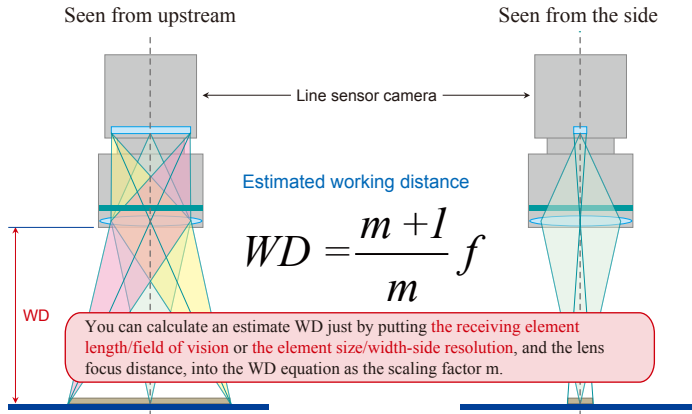 Seen from upstream
Seen from the side
Line sensor camera
Estimated working distance
WD = m + 1 / m f
WD
You can calculate an estimate WD just by putting the receiving element
length/field of vision or the element size/width-side resolution, and the lens
focus distance, into the WD equation as the scaling factor m.